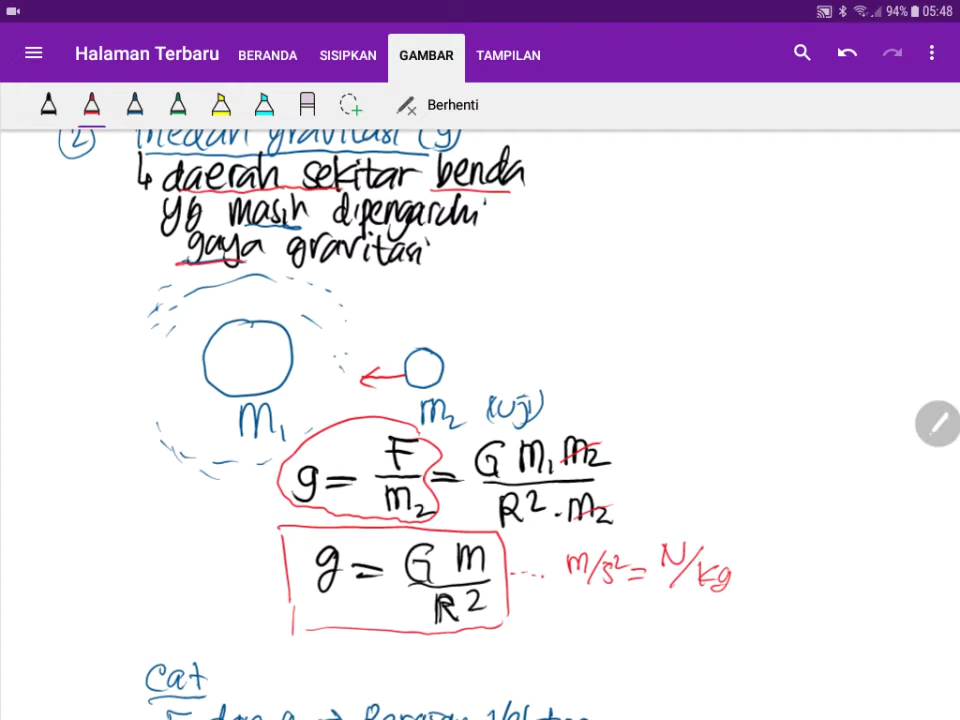 94% 05:48
Halaman Terbaru BERANDA SISIPKAN GAMBAR TAMPILAN
Berhenti
② medan gravitasi (g)
↳ daerah sekitar benda
yg masih dipengaruhi
gaya gravitasi
m₁
m₂ (uji)
g = F/m₂ = G m₁ m₂ / R² . m₂
g = G m / R² .... m/s² = N/kg
Cat
F dan g →